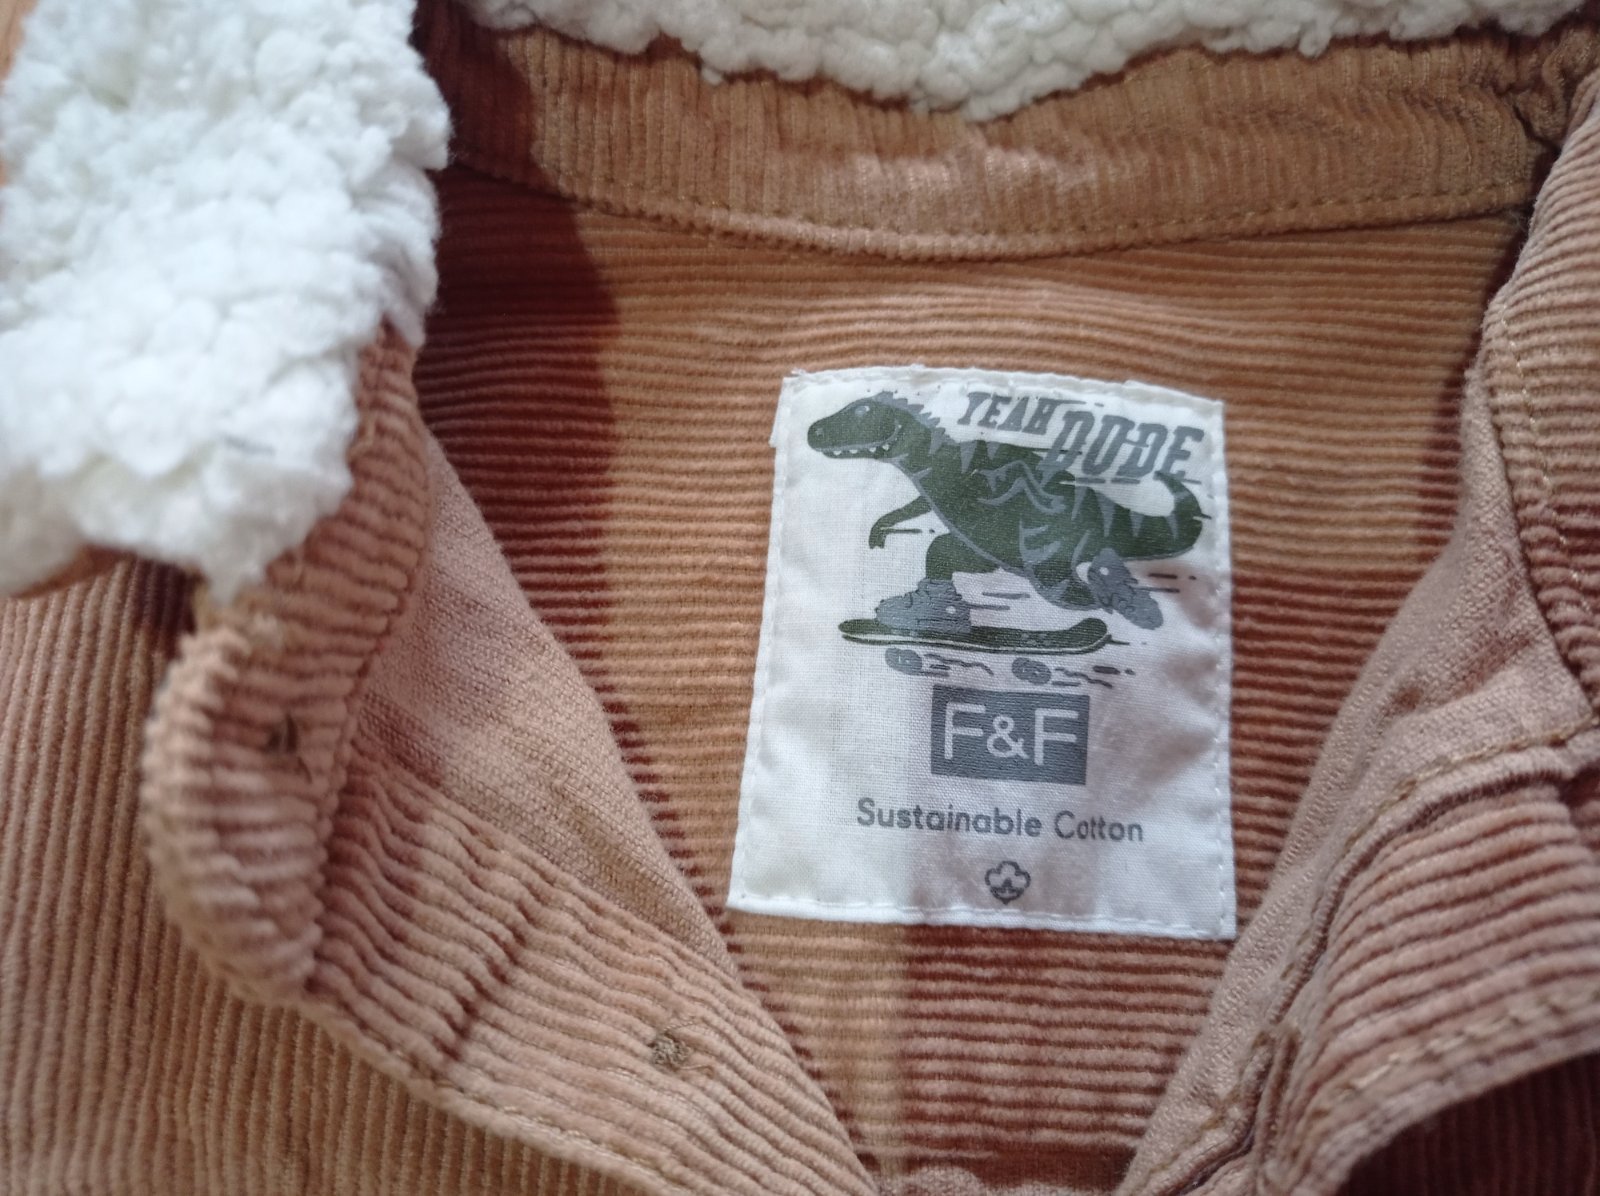 YEAH DUDE
F&F
Sustainable Cotton